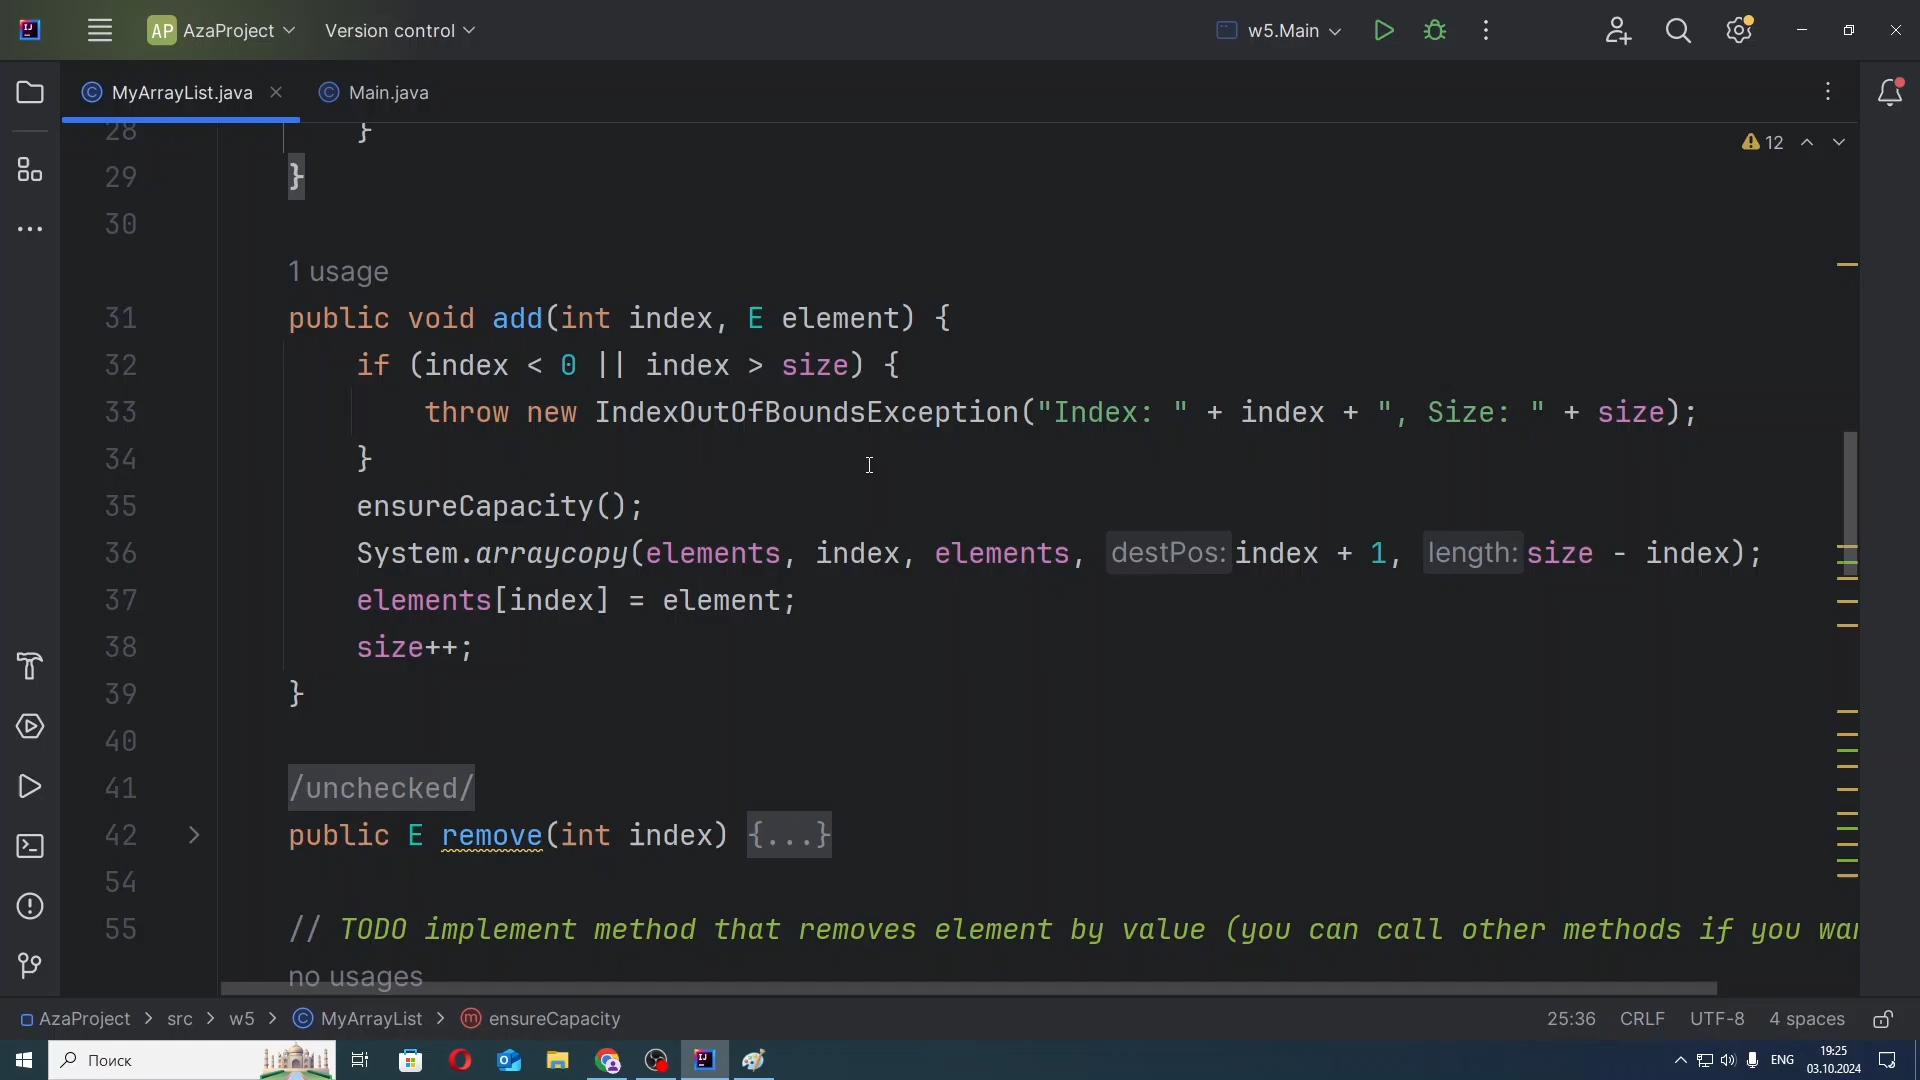 AP AzaProject Version control w5.Main
MyArrayList.java Main.java
28 }
12
29 }
30
1 usage
31 public void add(int index, E element) {
32 if (index < 0 || index > size) {
33 throw new IndexOutOfBoundsException("Index: " + index + ", Size: " + size);
34 }
35 ensureCapacity();
36 System.arraycopy(elements, index, elements, destPos: index + 1, length: size - index);
37 elements[index] = element;
38 size++;
39 }
40
41 /unchecked/
42 public E remove(int index) {...}
54
55 // TODO implement method that removes element by value (you can call other methods if you
no usages
AzaProject > src > w5 > MyArrayList > ensureCapacity 25:36 CRLF UTF-8 4 spaces
Поиск ENG 19:25
03.10.2024